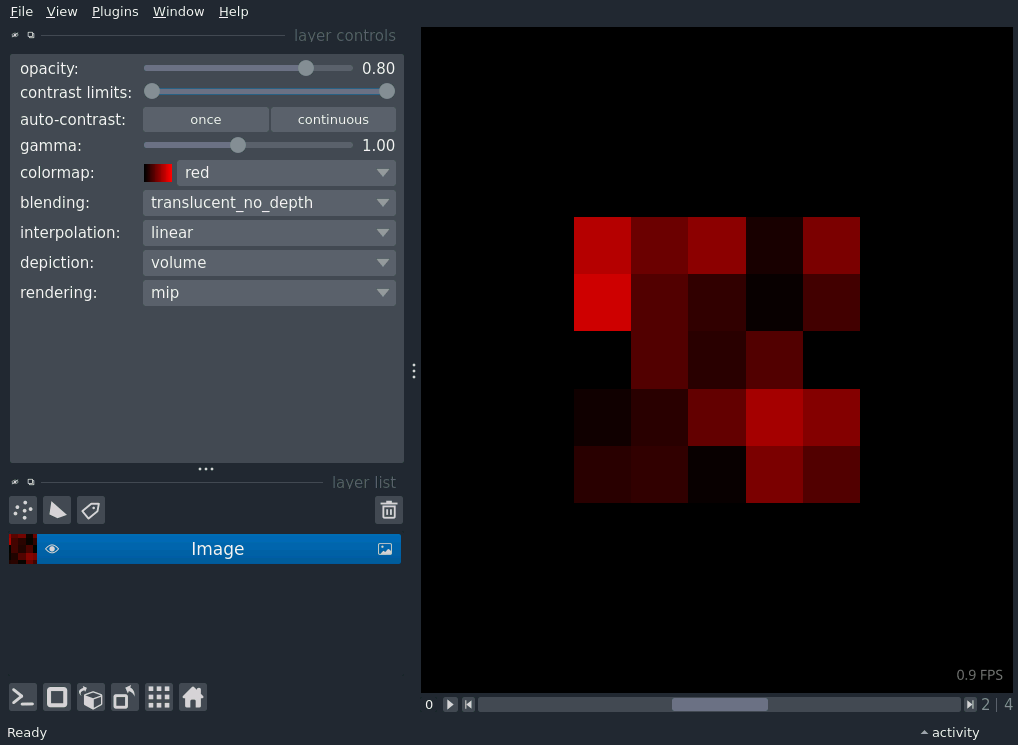 File View Plugins Window Help
layer controls
opacity: 0.80
contrast limits:
auto-contrast: once continuous
gamma: 1.00
colormap: red
blending: translucent_no_depth
interpolation: linear
depiction: volume
rendering: mip
layer list
Image
0.9 FPS
0 2 | 4
Ready activity